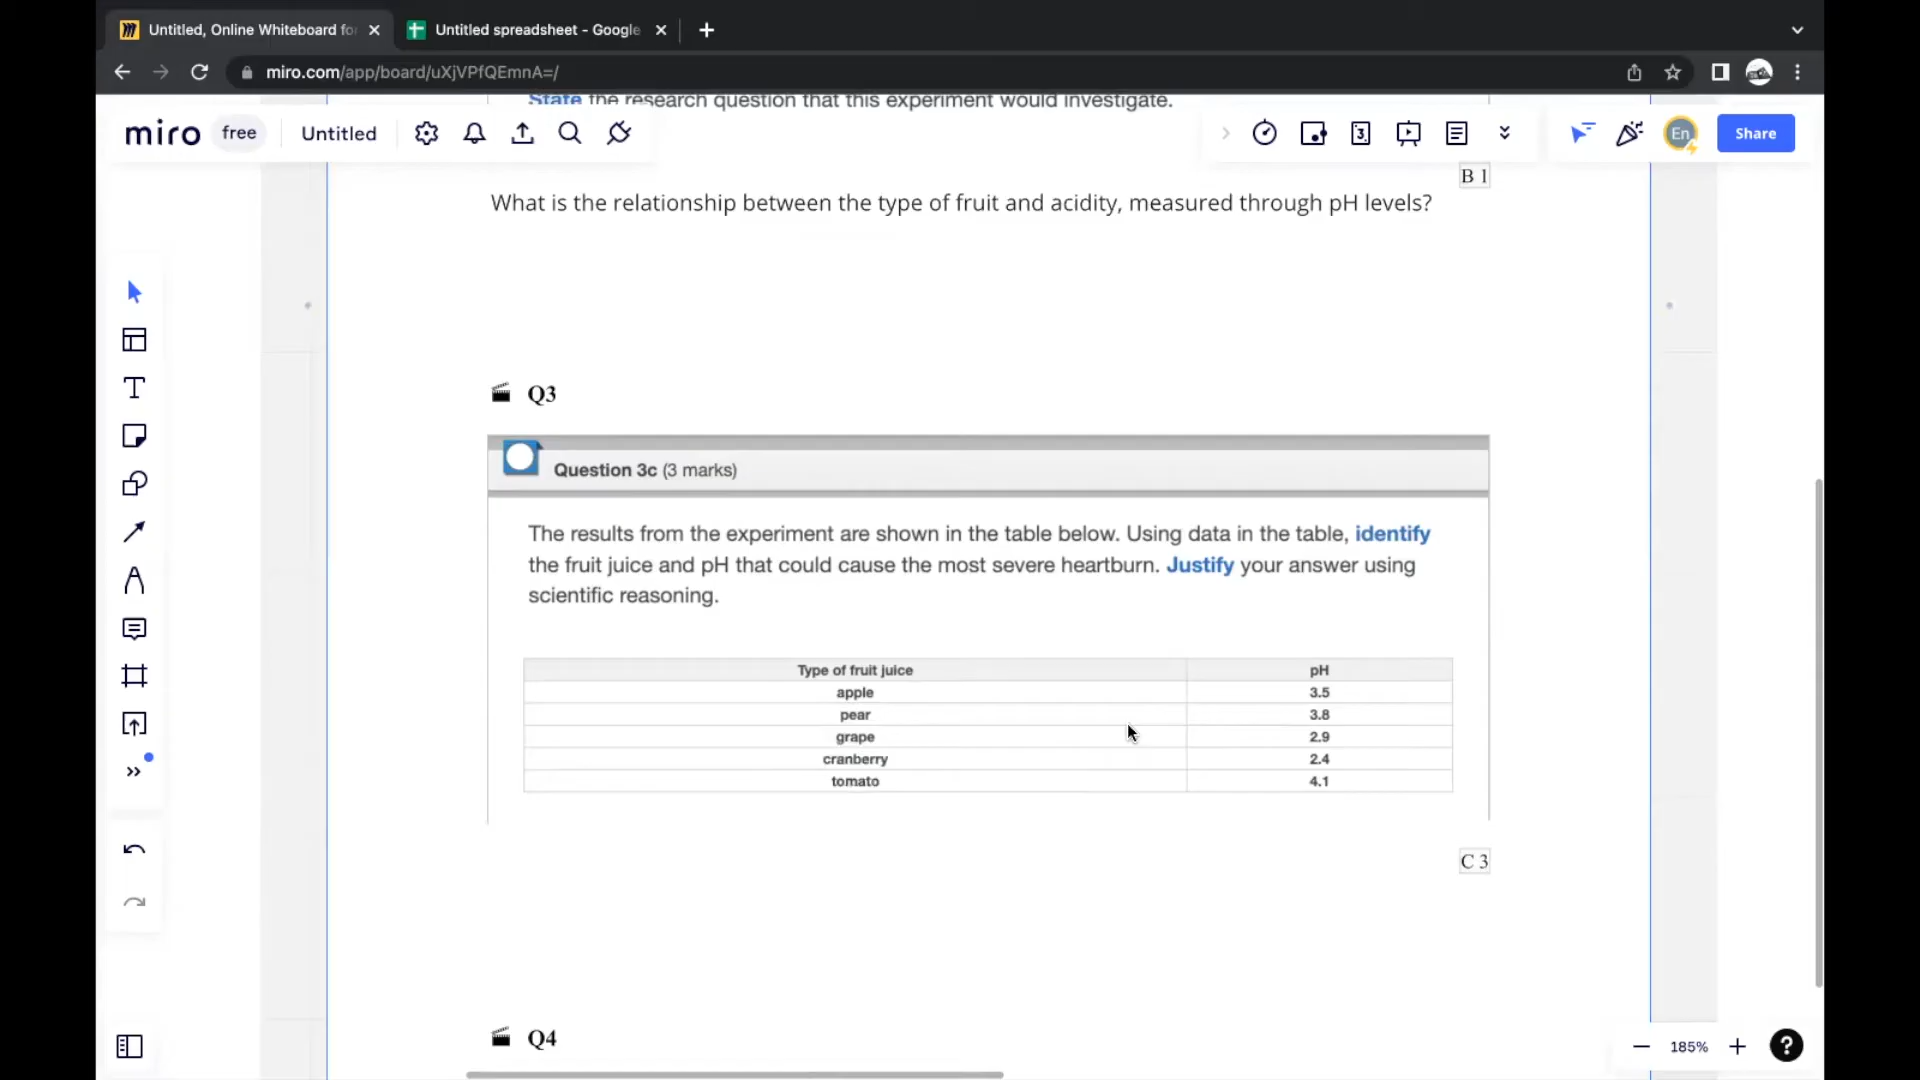 Untitled, Online Whiteboard for
Untitled spreadsheet - Google
miro.com/app/board/uXjVPfQEmnA=/
State the research question that this experiment would investigate.
miro free Untitled
3
En
Share
B 1
What is the relationship between the type of fruit and acidity, measured through pH levels?
Q3
Question 3c (3 marks)
The results from the experiment are shown in the table below. Using data in the table, identify
the fruit juice and pH that could cause the most severe heartburn. Justify your answer using
scientific reasoning.
Type of fruit juice pH
apple 3.5
pear 3.8
grape 2.9
cranberry 2.4
tomato 4.1
C 3
Q4
185%